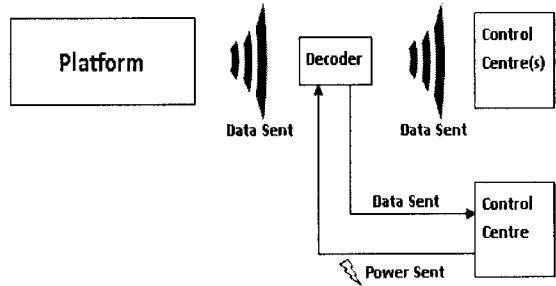 Platform
Data Sent
Decoder
Data Sent
Control
Centre(s)
Data Sent
Control
Centre
Power Sent